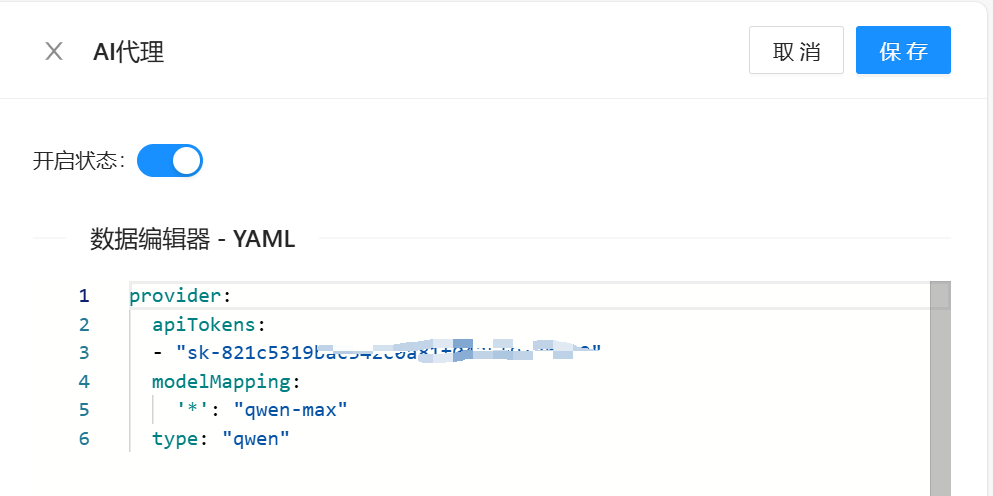 AI代理
取 消
保 存
开启状态：
数据编辑器 - YAML
1 provider:
2 apiTokens:
3 - "sk-821c5319
4 modelMapping:
5 '*': "qwen-max"
6 type: "qwen"